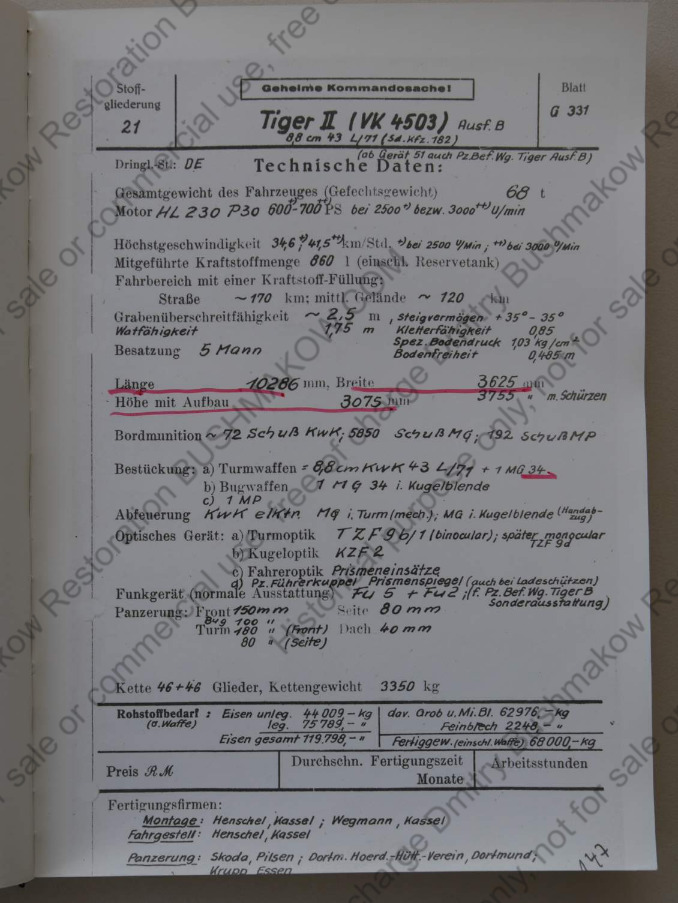 Stoff-
gliederung
21
Geheime Kommandosache!
Blatt
G 331
Tiger II (VK 4503) Ausf. B
8,8 cm 43 L/71 (Sd.Kfz. 182)
(ab Gerät 51 auch Pz.Bef.Wg. Tiger Ausf. B)
Dringl.-St.: DE Technische Daten:
Gesamtgewicht des Fahrzeuges (Gefechtsgewicht) 68 t
Motor HL 230 P30 600+)-700++) PS bei 2500+) bezw. 3000++) U/min
Höchstgeschwindigkeit 34,6+); 41,5++) km/Std. +) bei 2500 U/min ; ++) bei 3000 U/min
Mitgeführte Kraftstoffmenge 860 l (einschl. Reservetank)
Fahrbereich mit einer Kraftstoff-Füllung:
Straße ~170 km; mittl. Gelände ~ 120 km
Grabenüberschreitfähigkeit ~ 2,5 m , Steigvermögen +35° - 35°
Watfähigkeit 1,75 m Kletterfähigkeit 0,85
Spez. Bodendruck 1,03 kg/cm²
Besatzung 5 Mann Bodenfreiheit 0,485 m
Länge 10286 mm, Breite 3625 mm
Höhe mit Aufbau 3075 mm 3755 " m. Schürzen
Bordmunition ~ 72 Schuß KwK; 5850 Schuß MG; 192 Schuß MP
Bestückung: a) Turmwaffen = 8,8 cm KwK 43 L/71 + 1 MG 34.
b) Bugwaffen 1 MG 34 i. Kugelblende
c) 1 MP
Abfeuerung KwK elktr. MG i. Turm (mech.); MG i. Kugelblende (Handab-
zug)
Optisches Gerät: a) Turmoptik TZF 9b/1 (binocular); später monocular
TZF 9d
b) Kugeloptik KZF 2
c) Fahreroptik Prismeneinsätze
d) Pz. Führerkuppel Prismenspiegel (auch bei Ladeschützen)
Funkgerät (normale Ausstattung) Fu 5 + Fu 2 ; (f. Pz. Bef. Wg. Tiger B
Sonderausstattung)
Panzerung: Front 150 mm Seite 80 mm
Bug 100 "
Turm 180 " (Front) Dach 40 mm
80 " (Seite)
Kette 46+46 Glieder, Kettengewicht 3350 kg
Rohstoffbedarf : Eisen unleg. 44 009 - kg dav. Grob u. Mi. Bl. 62976, - kg
(o. Waffe) leg. 75 789, - " Feinblech 2248, - "
Eisen gesamt 119.798, - " Fertiggew. (einschl. Waffe) 68 000, - kg
Preis RM Durchschn. Fertigungszeit Arbeitsstunden
Monate
Fertigungsfirmen:
Montage: Henschel, Kassel ; Wegmann, Kassel
Fahrgestell: Henschel, Kassel
Panzerung: Skoda, Pilsen ; Dortm. Hoerd.-Hütt.-Verein, Dortmund;
Krupp Essen
147